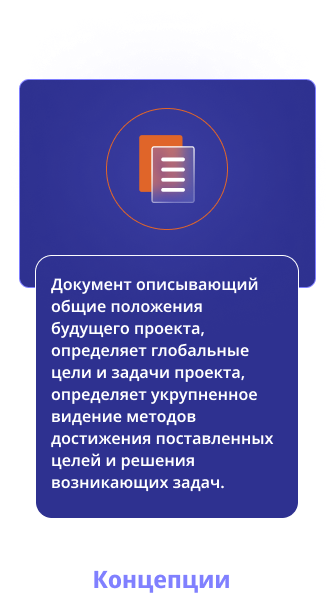 Документ описывающий
общие положения
будущего проекта,
определяет глобальные
цели и задачи проекта,
определяет укрупненное
видение методов
достижения поставленных
целей и решения
возникающих задач.
Концепции